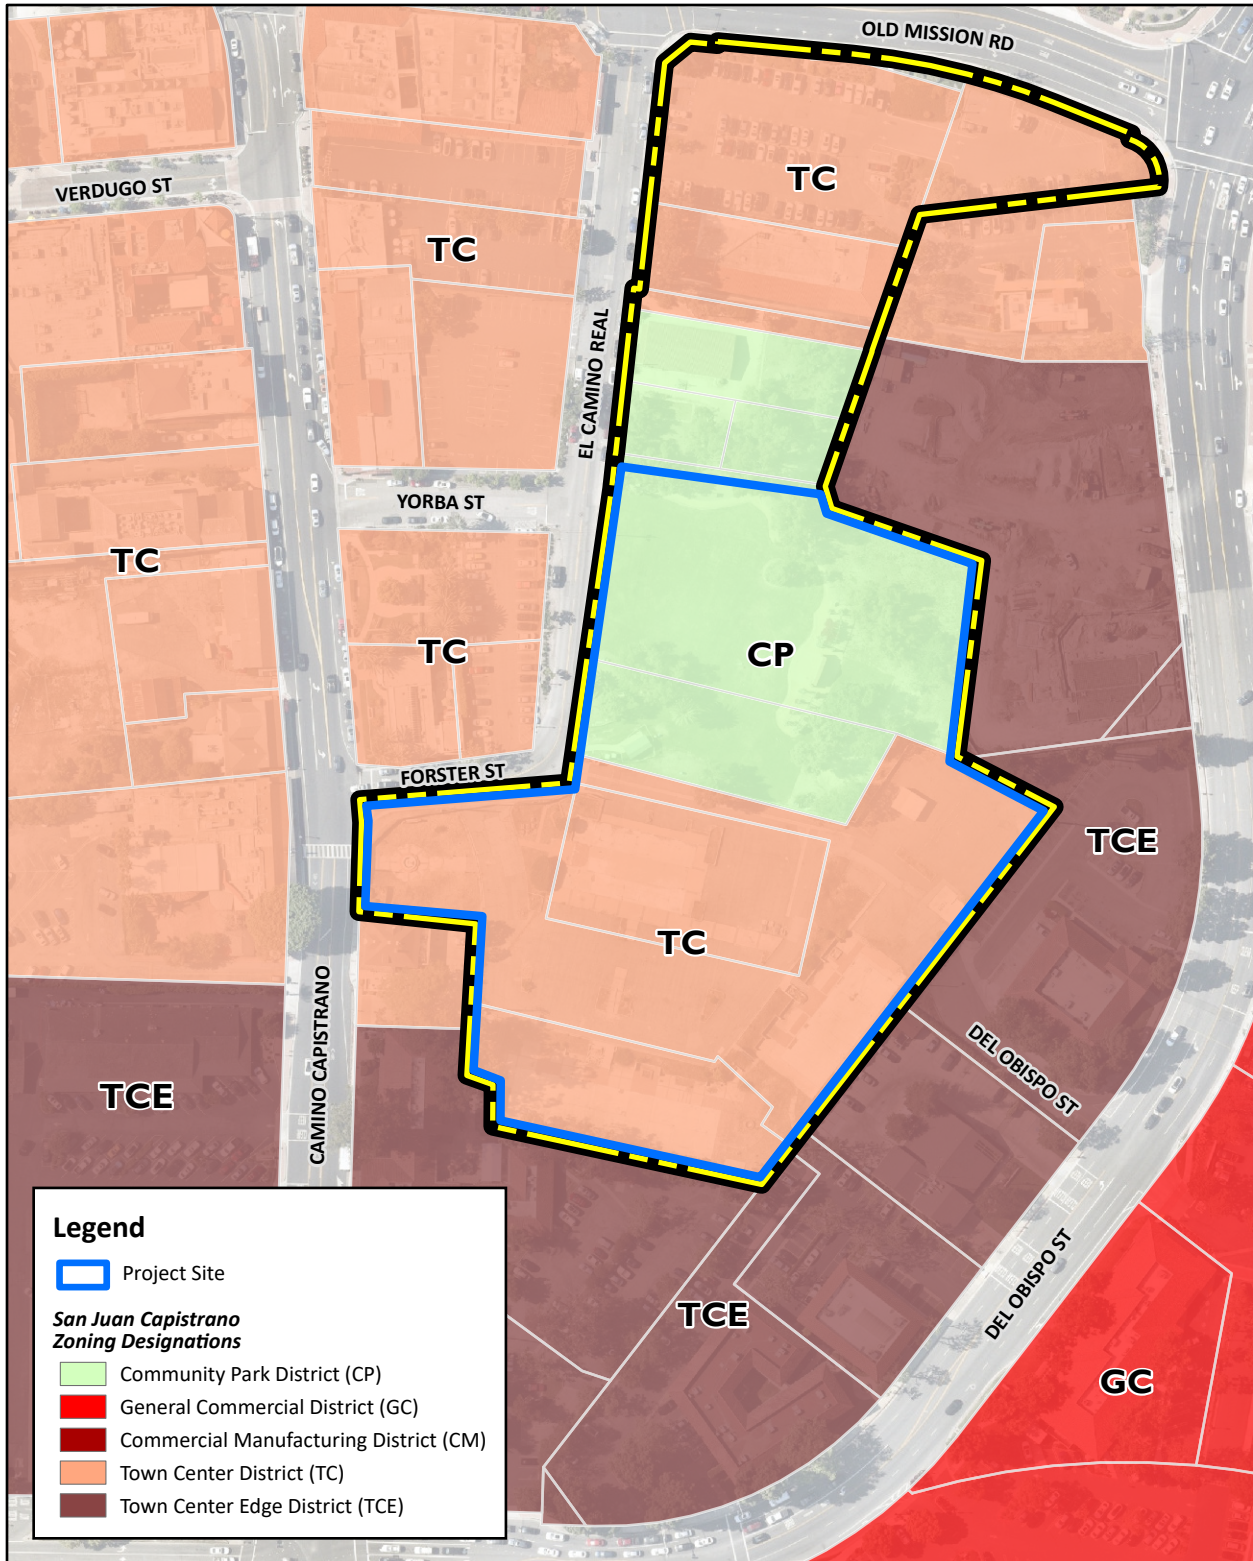 OLD MISSION RD
VERDUGO ST
TC
TC
EL CAMINO REAL
YORBA ST
TC
TC
CP
FORSTER ST
TCE
TC
CAMINO CAPISTRANO
DEL OBISPO ST
TCE
DEL OBISPO ST
TCE
GC
Legend
Project Site
San Juan Capistrano
Zoning Designations
Community Park District (CP)
General Commercial District (GC)
Commercial Manufacturing District (CM)
Town Center District (TC)
Town Center Edge District (TCE)